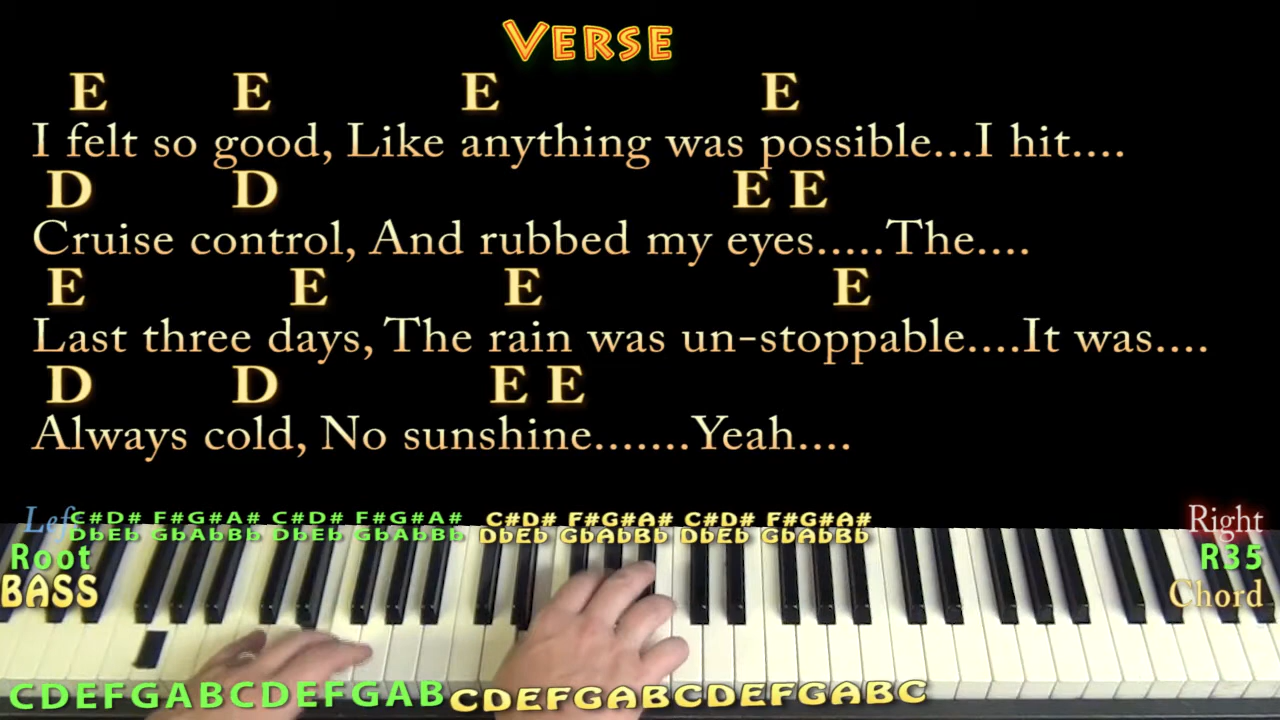 VERSE
E E E E
I felt so good, Like anything was possible...I hit....
D D E E
Cruise control, And rubbed my eyes.....The....
E E E E
Last three days, The rain was un-stoppable....It was....
D D E E
Always cold, No sunshine.......Yeah....
Left C#D# F#G#A# C#D# F#G#A# C#D# F#G#A# C#D# F#G#A# Right
DbEb GbAbBb DbEb GbAbBb DbEb GbAbBb DbEb GbAbBb
Root R35
BASS Chord
CDEFGABCDEFGAB CDEFGABCDEFGABC